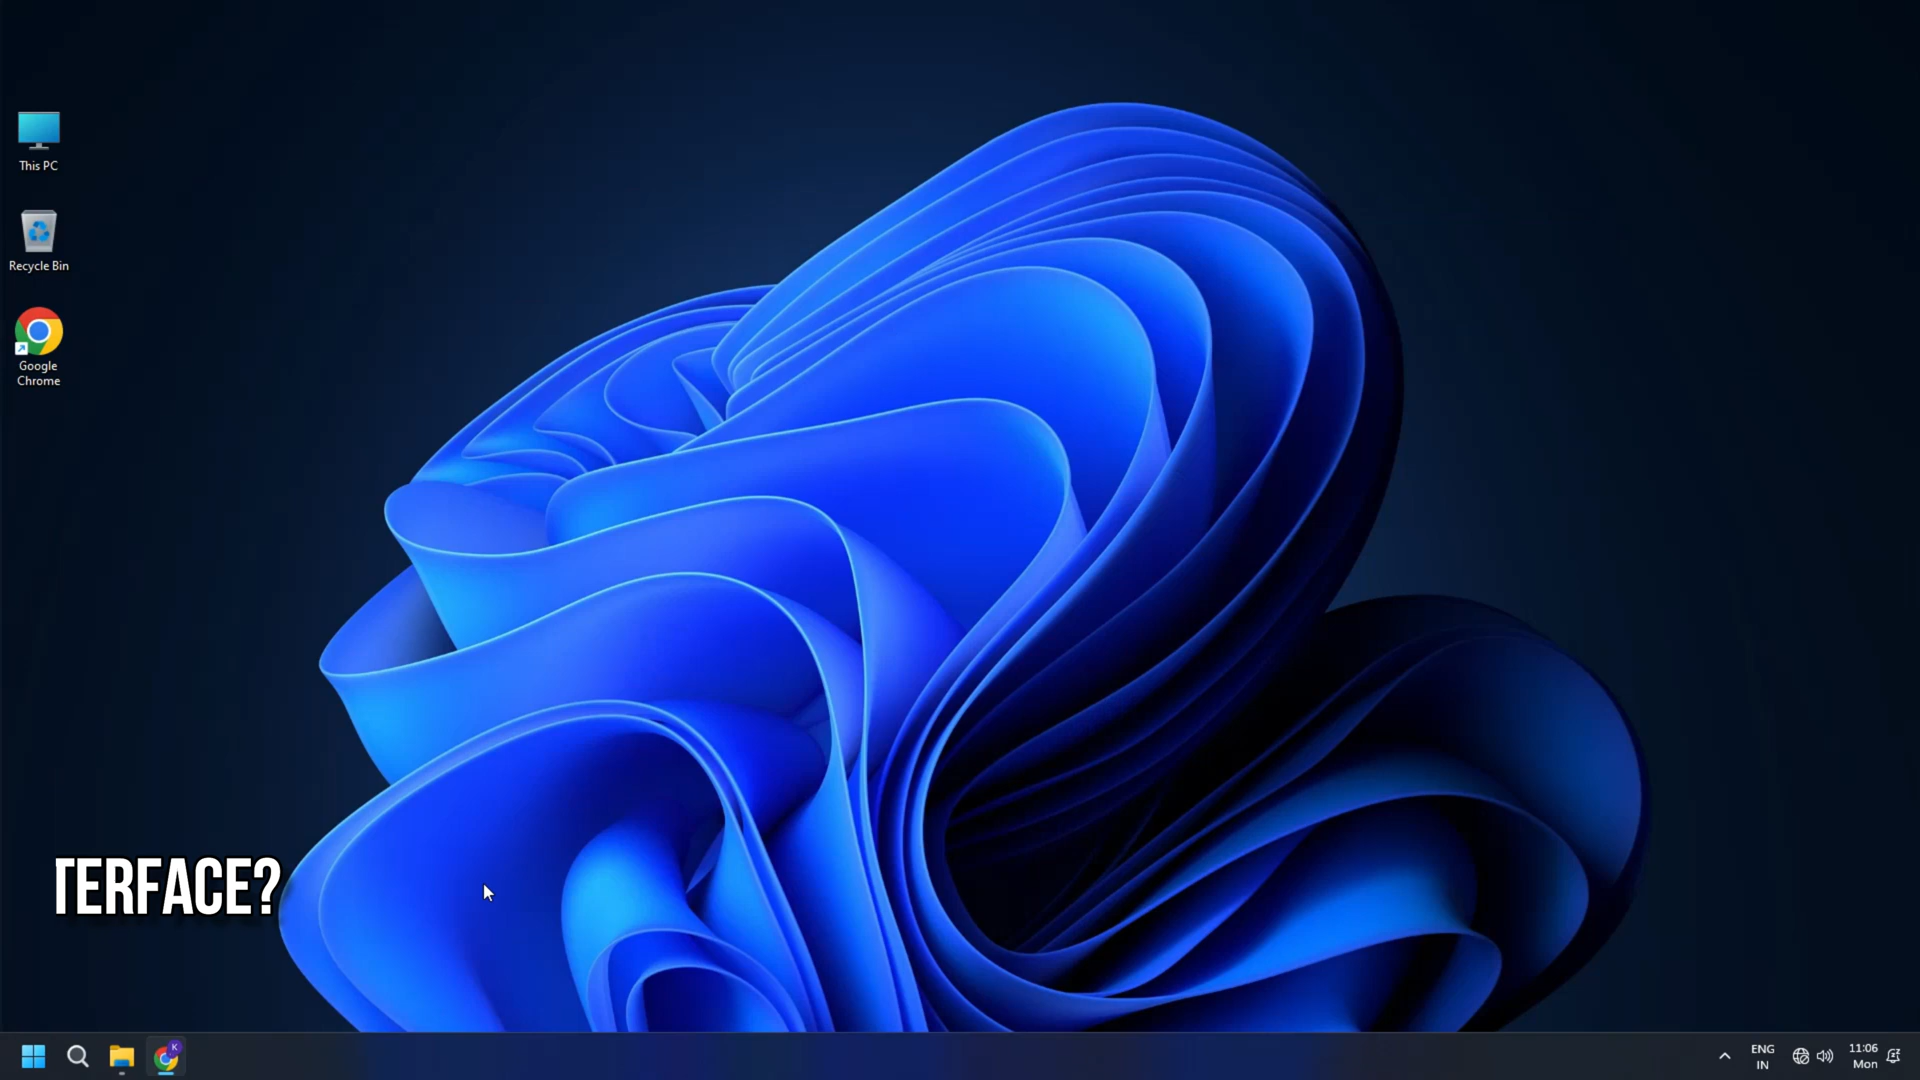 This PC
Recycle Bin
Google
Chrome
TERFACE?
K
ENG
IN
11:06
Mon